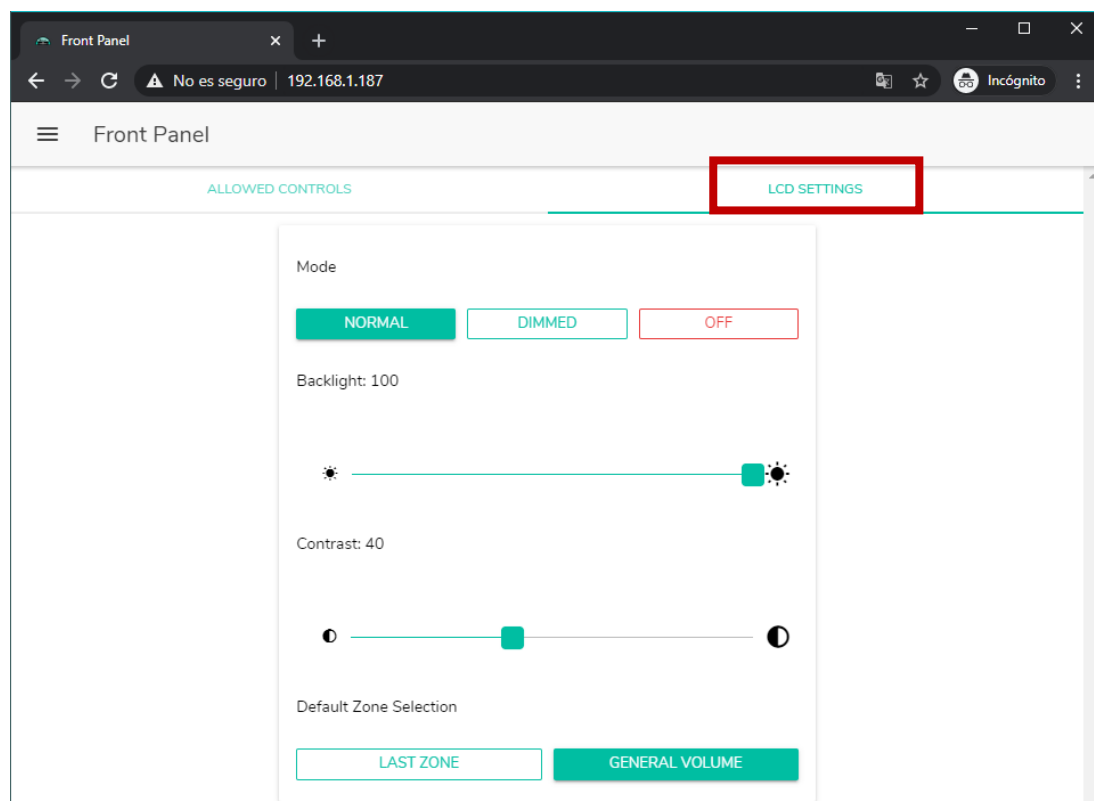 Front Panel
No es seguro 192.168.1.187 Incógnito
Front Panel
ALLOWED CONTROLS LCD SETTINGS
Mode
NORMAL DIMMED OFF
Backlight: 100
Contrast: 40
Default Zone Selection
LAST ZONE GENERAL VOLUME